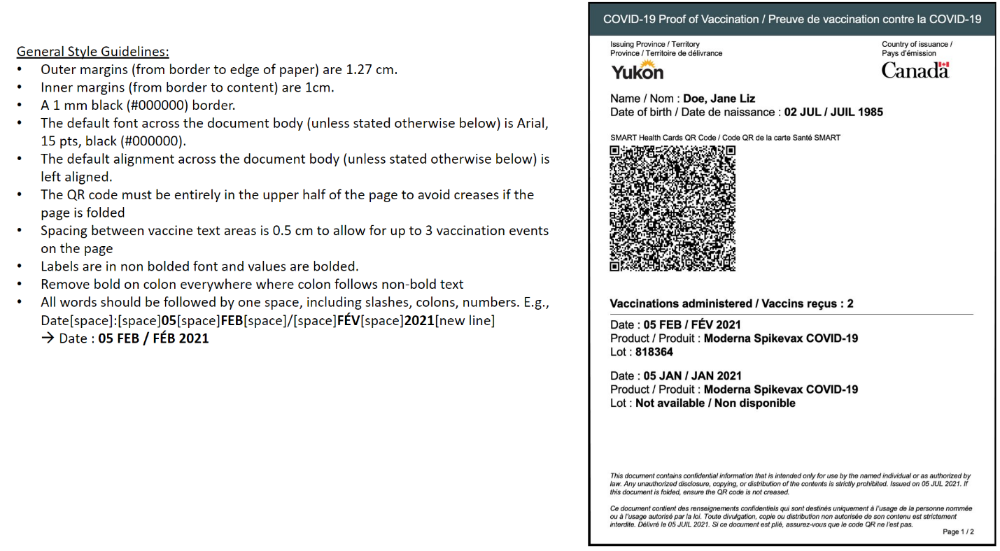 General Style Guidelines:
• Outer margins (from border to edge of paper) are 1.27 cm.
• Inner margins (from border to content) are 1cm.
• A 1 mm black (#000000) border.
• The default font across the document body (unless stated otherwise below) is Arial,
15 pts, black (#000000).
• The default alignment across the document body (unless stated otherwise below) is
left aligned.
• The QR code must be entirely in the upper half of the page to avoid creases if the
page is folded
• Spacing between vaccine text areas is 0.5 cm to allow for up to 3 vaccination events
on the page
• Labels are in non bolded font and values are bolded.
• Remove bold on colon everywhere where colon follows non-bold text
• All words should be followed by one space, including slashes, colons, numbers. E.g.,
Date[space]:[space]05[space]FEB[space]/[space]FÉV[space]2021[new line]
→ Date : 05 FEB / FÉB 2021
COVID-19 Proof of Vaccination / Preuve de vaccination contre la COVID-19
Issuing Province / Territory
Province / Territoire de délivrance
Yukon
Country of issuance /
Pays d'émission
Canada
Name / Nom : Doe, Jane Liz
Date of birth / Date de naissance : 02 JUL / JUIL 1985
SMART Health Cards QR Code / Code QR de la carte Santé SMART
Vaccinations administered / Vaccins reçus : 2
Date : 05 FEB / FÉV 2021
Product / Produit : Moderna Spikevax COVID-19
Lot : 818364
Date : 05 JAN / JAN 2021
Product / Produit : Moderna Spikevax COVID-19
Lot : Not available / Non disponible
This document contains confidential information that is intended only for use by the named individual or as authorized by
law. Any unauthorized disclosure, copying, or distribution of the contents is strictly prohibited. Issued on 05 JUL 2021. If
this document is folded, ensure the QR code is not creased.
Ce document contient des renseignements confidentiels qui sont destinés uniquement à l'usage de la personne nommée
ou à l'usage autorisé par la loi. Toute divulgation, copie ou distribution non autorisée de son contenu est strictement
interdite. Délivré le 05 JUIL 2021. Si ce document est plié, assurez-vous que le code QR ne l'est pas.
Page 1 / 2